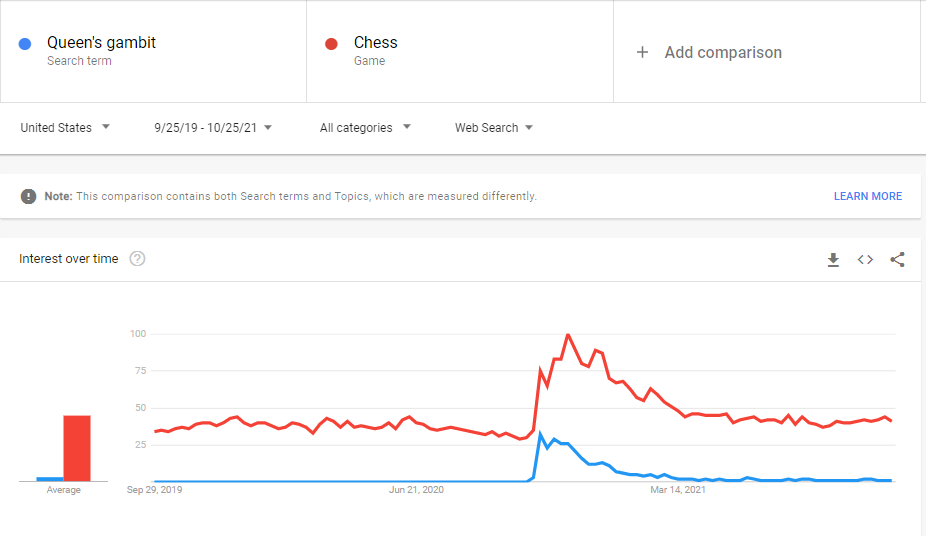 Queen's gambit
Search term
Chess
Game
+ Add comparison
United States
9/25/19 - 10/25/21
All categories
Web Search
Note: This comparison contains both Search terms and Topics, which are measured differently.
LEARN MORE
Interest over time
100
75
50
25
Average
Sep 29, 2019
Jun 21, 2020
Mar 14, 2021